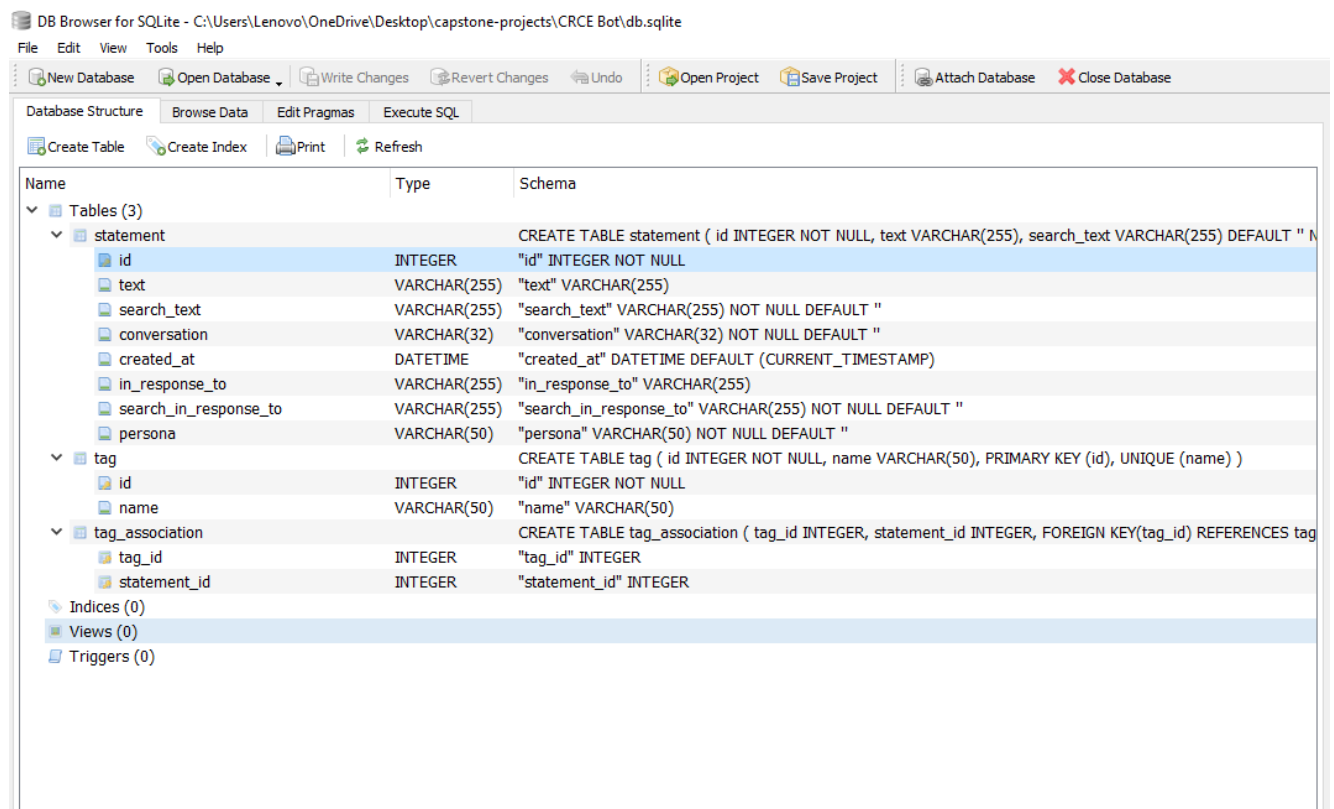 DB Browser for SQLite - C:\Users\Lenovo\OneDrive\Desktop\capstone-projects\CRCE Bot\db.sqlite
File Edit View Tools Help
New Database Open Database Write Changes Revert Changes Undo Open Project Save Project Attach Database Close Database
Database Structure Browse Data Edit Pragmas Execute SQL
Create Table Create Index Print Refresh
Name Type Schema
Tables (3)
statement CREATE TABLE statement ( id INTEGER NOT NULL, text VARCHAR(255), search_text VARCHAR(255) DEFAULT '' N
id INTEGER "id" INTEGER NOT NULL
text VARCHAR(255) "text" VARCHAR(255)
search_text VARCHAR(255) "search_text" VARCHAR(255) NOT NULL DEFAULT ''
conversation VARCHAR(32) "conversation" VARCHAR(32) NOT NULL DEFAULT ''
created_at DATETIME "created_at" DATETIME DEFAULT (CURRENT_TIMESTAMP)
in_response_to VARCHAR(255) "in_response_to" VARCHAR(255)
search_in_response_to VARCHAR(255) "search_in_response_to" VARCHAR(255) NOT NULL DEFAULT ''
persona VARCHAR(50) "persona" VARCHAR(50) NOT NULL DEFAULT ''
tag CREATE TABLE tag ( id INTEGER NOT NULL, name VARCHAR(50), PRIMARY KEY (id), UNIQUE (name) )
id INTEGER "id" INTEGER NOT NULL
name VARCHAR(50) "name" VARCHAR(50)
tag_association CREATE TABLE tag_association ( tag_id INTEGER, statement_id INTEGER, FOREIGN KEY(tag_id) REFERENCES tag
tag_id INTEGER "tag_id" INTEGER
statement_id INTEGER "statement_id" INTEGER
Indices (0)
Views (0)
Triggers (0)